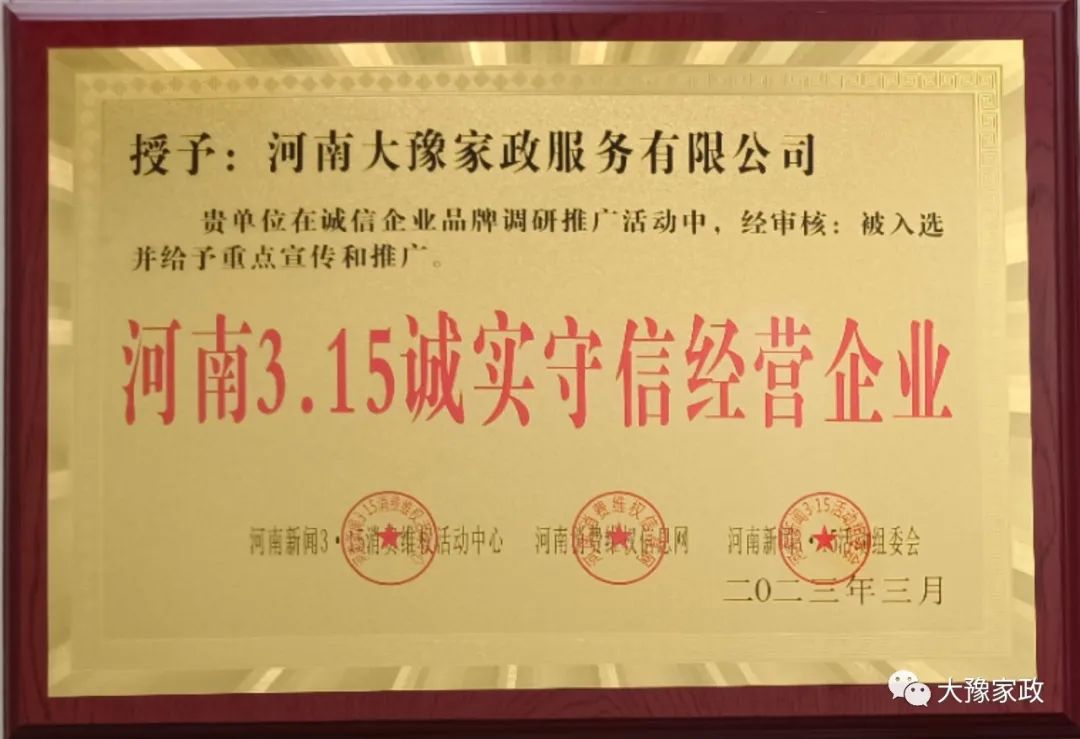 授予：河南大豫家政服务有限公司
贵单位在诚信企业品牌调研推广活动中，经审核：被入选
并给予重点宣传和推广。
河南3.15诚实守信经营企业
河南新闻3·15消费维权活动中心 河南消费维权信息网 河南新闻3·15活动组委会
二〇二三年三月
大豫家政